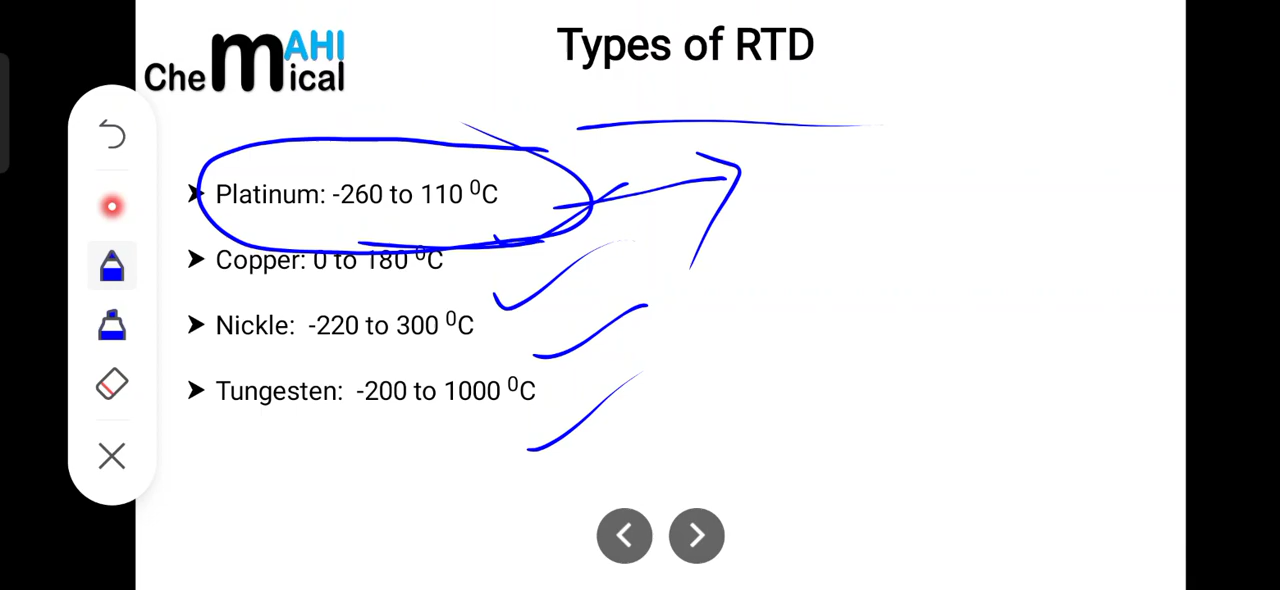 Types of RTD
ChemAHIical
➤ Platinum: -260 to 110 ⁰C
➤ Copper: 0 to 180 ⁰C
➤ Nickle: -220 to 300 ⁰C
➤ Tungesten: -200 to 1000 ⁰C